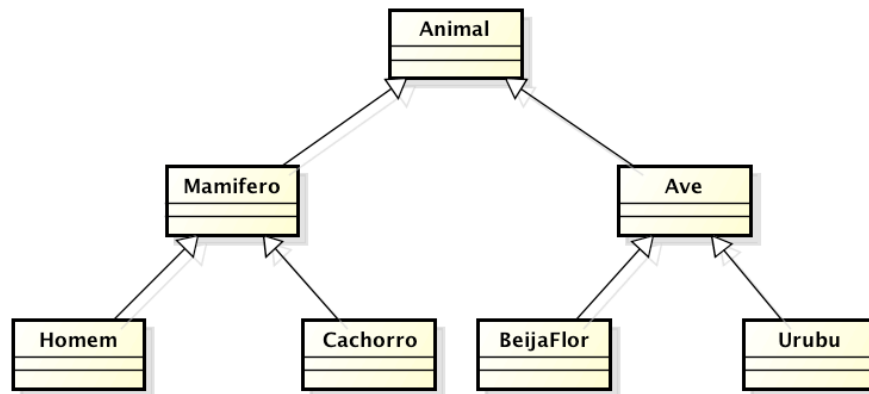 Animal
Mamifero
Ave
Homem
Cachorro
BeijaFlor
Urubu